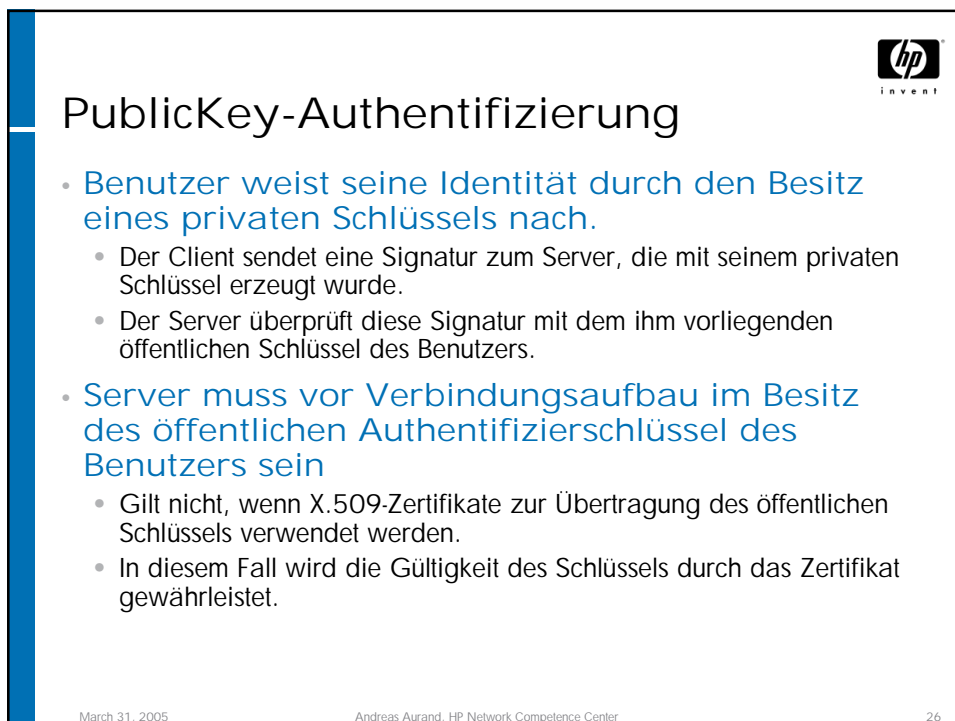 hp
invent
PublicKey-Authentifizierung
• Benutzer weist seine Identität durch den Besitz
eines privaten Schlüssels nach.
• Der Client sendet eine Signatur zum Server, die mit seinem privaten
Schlüssel erzeugt wurde.
• Der Server überprüft diese Signatur mit dem ihm vorliegenden
öffentlichen Schlüssel des Benutzers.
• Server muss vor Verbindungsaufbau im Besitz
des öffentlichen Authentifizierschlüssel des
Benutzers sein
• Gilt nicht, wenn X.509-Zertifikate zur Übertragung des öffentlichen
Schlüssels verwendet werden.
• In diesem Fall wird die Gültigkeit des Schlüssels durch das Zertifikat
gewährleistet.
March 31, 2005 Andreas Aurand, HP Network Competence Center 26